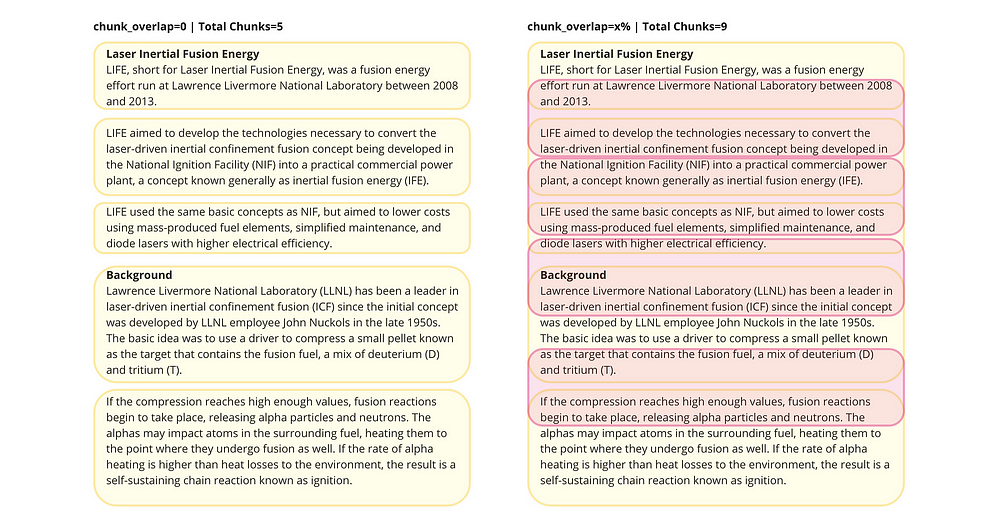 chunk_overlap=0 | Total Chunks=5
Laser Inertial Fusion Energy
LIFE, short for Laser Inertial Fusion Energy, was a fusion energy
effort run at Lawrence Livermore National Laboratory between 2008
and 2013.
LIFE aimed to develop the technologies necessary to convert the
laser-driven inertial confinement fusion concept being developed in
the National Ignition Facility (NIF) into a practical commercial power
plant, a concept known generally as inertial fusion energy (IFE).
LIFE used the same basic concepts as NIF, but aimed to lower costs
using mass-produced fuel elements, simplified maintenance, and
diode lasers with higher electrical efficiency.
Background
Lawrence Livermore National Laboratory (LLNL) has been a leader in
laser-driven inertial confinement fusion (ICF) since the initial concept
was developed by LLNL employee John Nuckols in the late 1950s.
The basic idea was to use a driver to compress a small pellet known
as the target that contains the fusion fuel, a mix of deuterium (D)
and tritium (T).
If the compression reaches high enough values, fusion reactions
begin to take place, releasing alpha particles and neutrons. The
alphas may impact atoms in the surrounding fuel, heating them to
the point where they undergo fusion as well. If the rate of alpha
heating is higher than heat losses to the environment, the result is a
self-sustaining chain reaction known as ignition.
chunk_overlap=x% | Total Chunks=9
Laser Inertial Fusion Energy
LIFE, short for Laser Inertial Fusion Energy, was a fusion energy
effort run at Lawrence Livermore National Laboratory between 2008
and 2013.
LIFE aimed to develop the technologies necessary to convert the
laser-driven inertial confinement fusion concept being developed in
the National Ignition Facility (NIF) into a practical commercial power
plant, a concept known generally as inertial fusion energy (IFE).
LIFE used the same basic concepts as NIF, but aimed to lower costs
using mass-produced fuel elements, simplified maintenance, and
diode lasers with higher electrical efficiency.
Background
Lawrence Livermore National Laboratory (LLNL) has been a leader in
laser-driven inertial confinement fusion (ICF) since the initial concept
was developed by LLNL employee John Nuckols in the late 1950s.
The basic idea was to use a driver to compress a small pellet known
as the target that contains the fusion fuel, a mix of deuterium (D)
and tritium (T).
If the compression reaches high enough values, fusion reactions
begin to take place, releasing alpha particles and neutrons. The
alphas may impact atoms in the surrounding fuel, heating them to
the point where they undergo fusion as well. If the rate of alpha
heating is higher than heat losses to the environment, the result is a
self-sustaining chain reaction known as ignition.